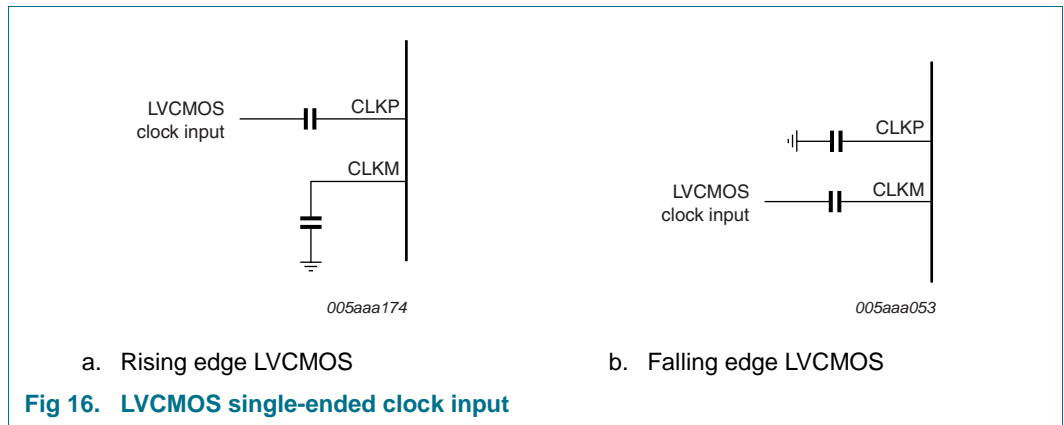 LVCMOS
clock input
CLKP
CLKM
005aaa174
a. Rising edge LVCMOS
CLKP
LVCMOS
clock input
CLKM
005aaa053
b. Falling edge LVCMOS
Fig 16. LVCMOS single-ended clock input